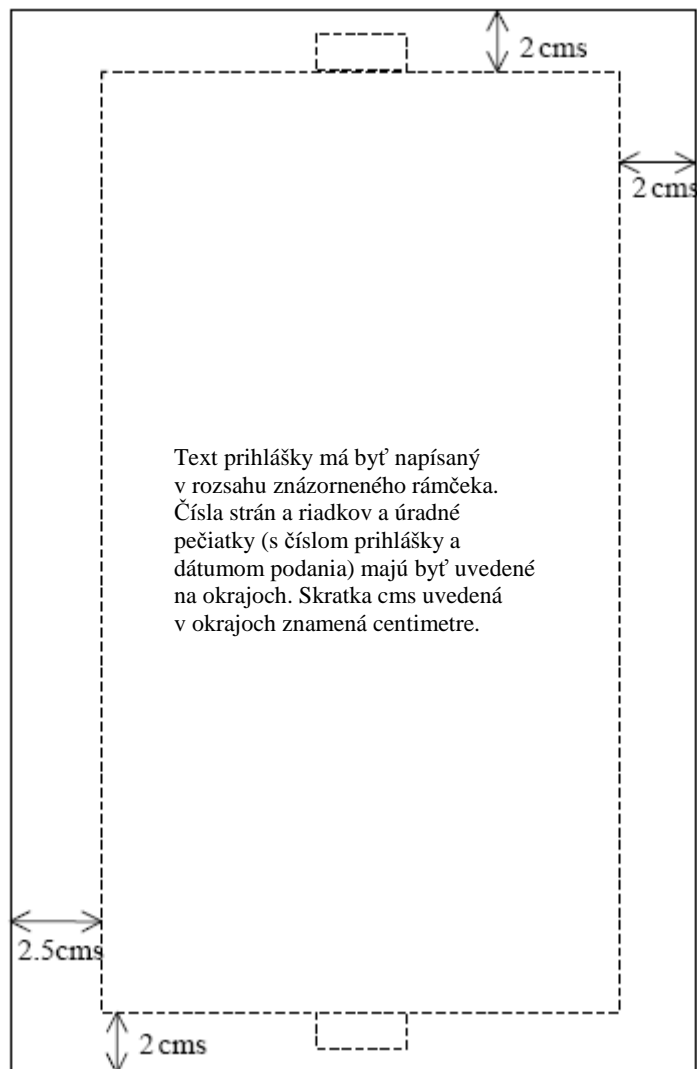 2 cms
2 cms
Text prihlášky má byť napísaný
v rozsahu znázorneného rámčeka.
Čísla strán a riadkov a úradné
pečiatky (s číslom prihlášky a
dátumom podania) majú byť uvedené
na okrajoch. Skratka cms uvedená
v okrajoch znamená centimetre.
2.5cms
2 cms